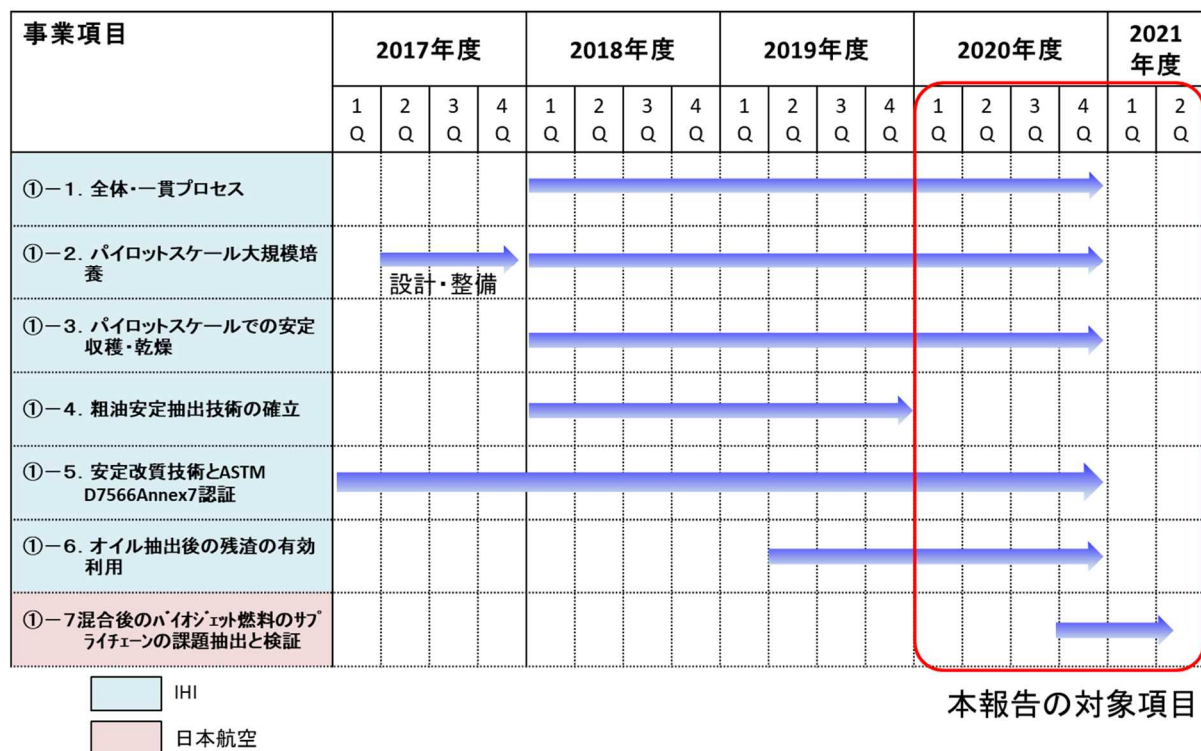 事業項目
2017年度
2018年度
2019年度
2020年度
2021
年度
1 2 3 4 1 2 3 4 1 2 3 4 1 2 3 4 1 2
Q Q Q Q Q Q Q Q Q Q Q Q Q Q Q Q Q Q
①－1．全体・一貫プロセス
①－2．パイロットスケール大規模培
養
設計・整備
①－3．パイロットスケールでの安定
収穫・乾燥
①－4．粗油安定抽出技術の確立
①－5．安定改質技術とASTM
D7566Annex7認証
①－6．オイル抽出後の残渣の有効
利用
①－7混合後のﾊﾞｲｵｼﾞｪｯﾄ燃料のｻﾌﾟ
ﾗｲﾁｪｰﾝの課題抽出と検証
本報告の対象項目
IHI
日本航空